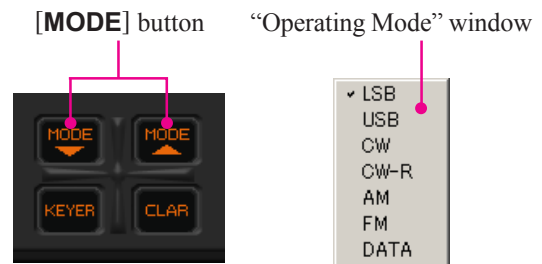 [MODE] button
“Operating Mode” window
MODE
MODE
KEYER
CLAR
✓ LSB
USB
CW
CW-R
AM
FM
DATA